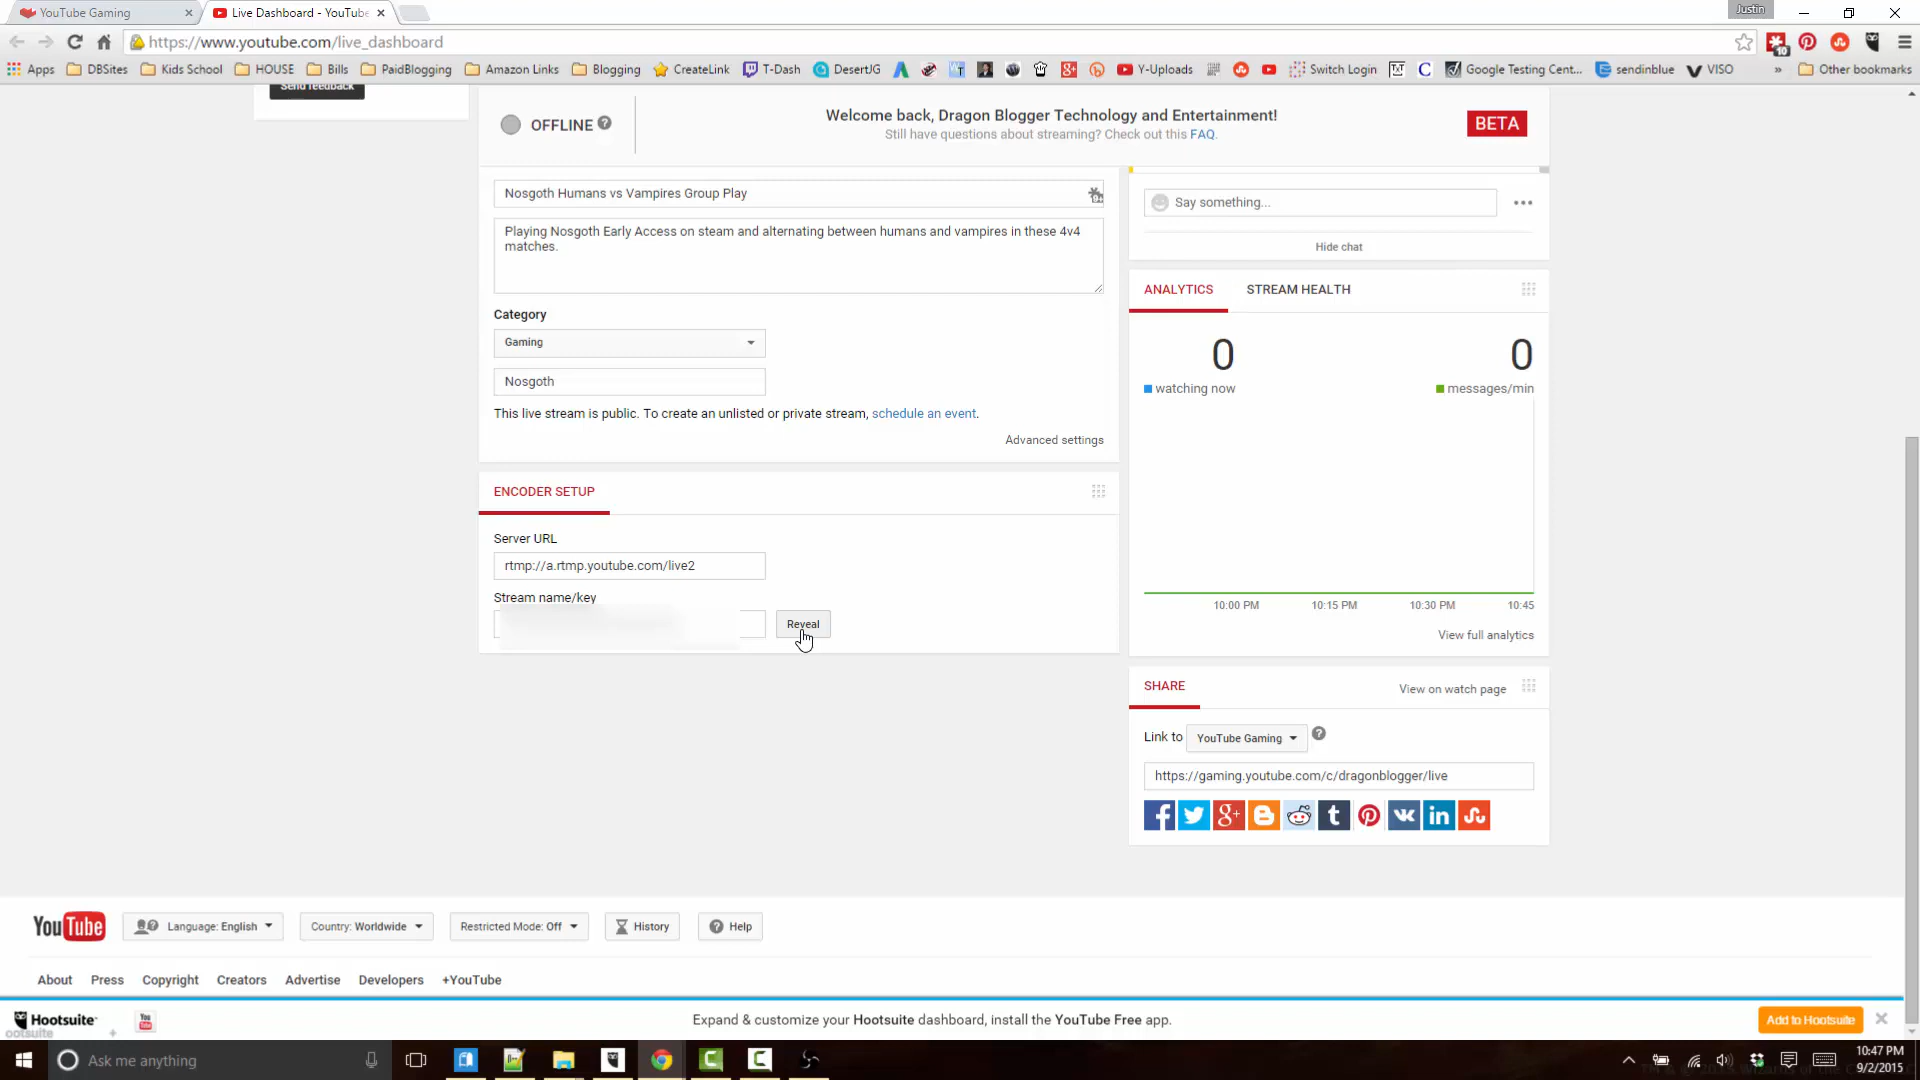 YouTube Gaming
Live Dashboard - YouTube
Justin
https://www.youtube.com/live_dashboard
10
Apps
DBSites
Kids School
HOUSE
Bills
PaidBlogging
Amazon Links
Blogging
CreateLink
T-Dash
DesertJG
Y-Uploads
Switch Login
Google Testing Cent...
sendinblue
VISO
»
Other bookmarks
Send feedback
OFFLINE
Welcome back, Dragon Blogger Technology and Entertainment!
Still have questions about streaming? Check out this FAQ.
BETA
Nosgoth Humans vs Vampires Group Play
Playing Nosgoth Early Access on steam and alternating between humans and vampires in these 4v4
matches.
Category
Gaming
Nosgoth
This live stream is public. To create an unlisted or private stream, schedule an event.
Advanced settings
ENCODER SETUP
Server URL
rtmp://a.rtmp.youtube.com/live2
Stream name/key
Reveal
Say something...
Hide chat
ANALYTICS
STREAM HEALTH
0
0
watching now
messages/min
10:00 PM
10:15 PM
10:30 PM
10:45
View full analytics
SHARE
View on watch page
Link to
YouTube Gaming
https://gaming.youtube.com/c/dragonblogger/live
YouTube
Language: English
Country: Worldwide
Restricted Mode: Off
History
Help
About
Press
Copyright
Creators
Advertise
Developers
+YouTube
Hootsuite
Expand & customize your Hootsuite dashboard, install the YouTube Free app.
Add to Hootsuite
Ask me anything
10:47 PM
9/2/2015